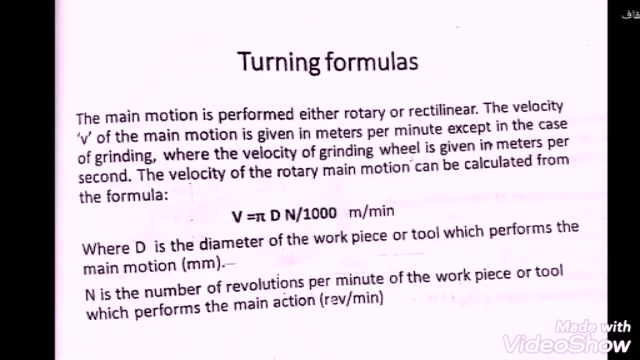 Turning formulas
The main motion is performed either rotary or rectilinear. The velocity
'v' of the main motion is given in meters per minute except in the case
of grinding, where the velocity of grinding wheel is given in meters per
second. The velocity of the rotary main motion can be calculated from
the formula:
V =π D N/1000 m/min
Where D is the diameter of the work piece or tool which performs the
main motion (mm).
N is the number of revolutions per minute of the work piece or tool
which performs the main action (rev/min)
Made with
VideoShow